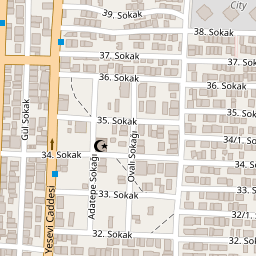 City
39. Sokak
38. Sokak
37. Sokak
37. Sokak
36. Sokak
36. Sokak
35. Sokak
35. Sokak
Gül Sokak
34/1. Sokak
34. Sokak
34. Sokak
Ovalı Sokağı
Adatepe Sokağı
Yesevi Caddesi
33. Sokak
33. Sokak
32/1. Sokak
32. Sokak
32. Sokak